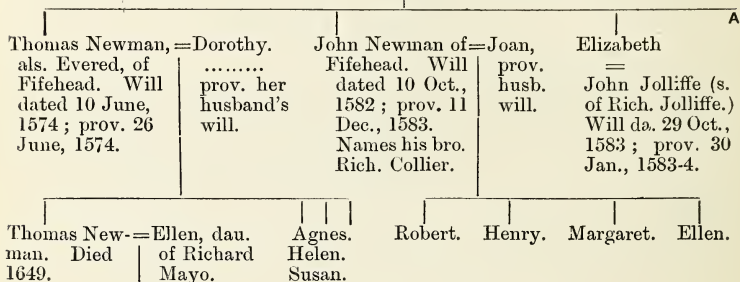 A
Thomas Newman, = Dorothy.
als. Evered, of
Fifehead. Will
dated 10 June,
1574 ; prov. 26
June, 1574.
.........
prov. her
husband's
will.
John Newman of = Joan,
Fifehead. Will
dated 10 Oct.,
1582 ; prov. 11
Dec., 1583.
Names his bro.
Rich. Collier.
prov.
husb.
will.
Elizabeth
=
John Jolliffe (s.
of Rich. Jolliffe.)
Will da. 29 Oct.,
1583 ; prov. 30
Jan., 1583-4.
Thomas New- = Ellen, dau.
man. Died
1649.
of Richard
Mayo.
Agnes.
Helen.
Susan.
Robert. Henry. Margaret. Ellen.